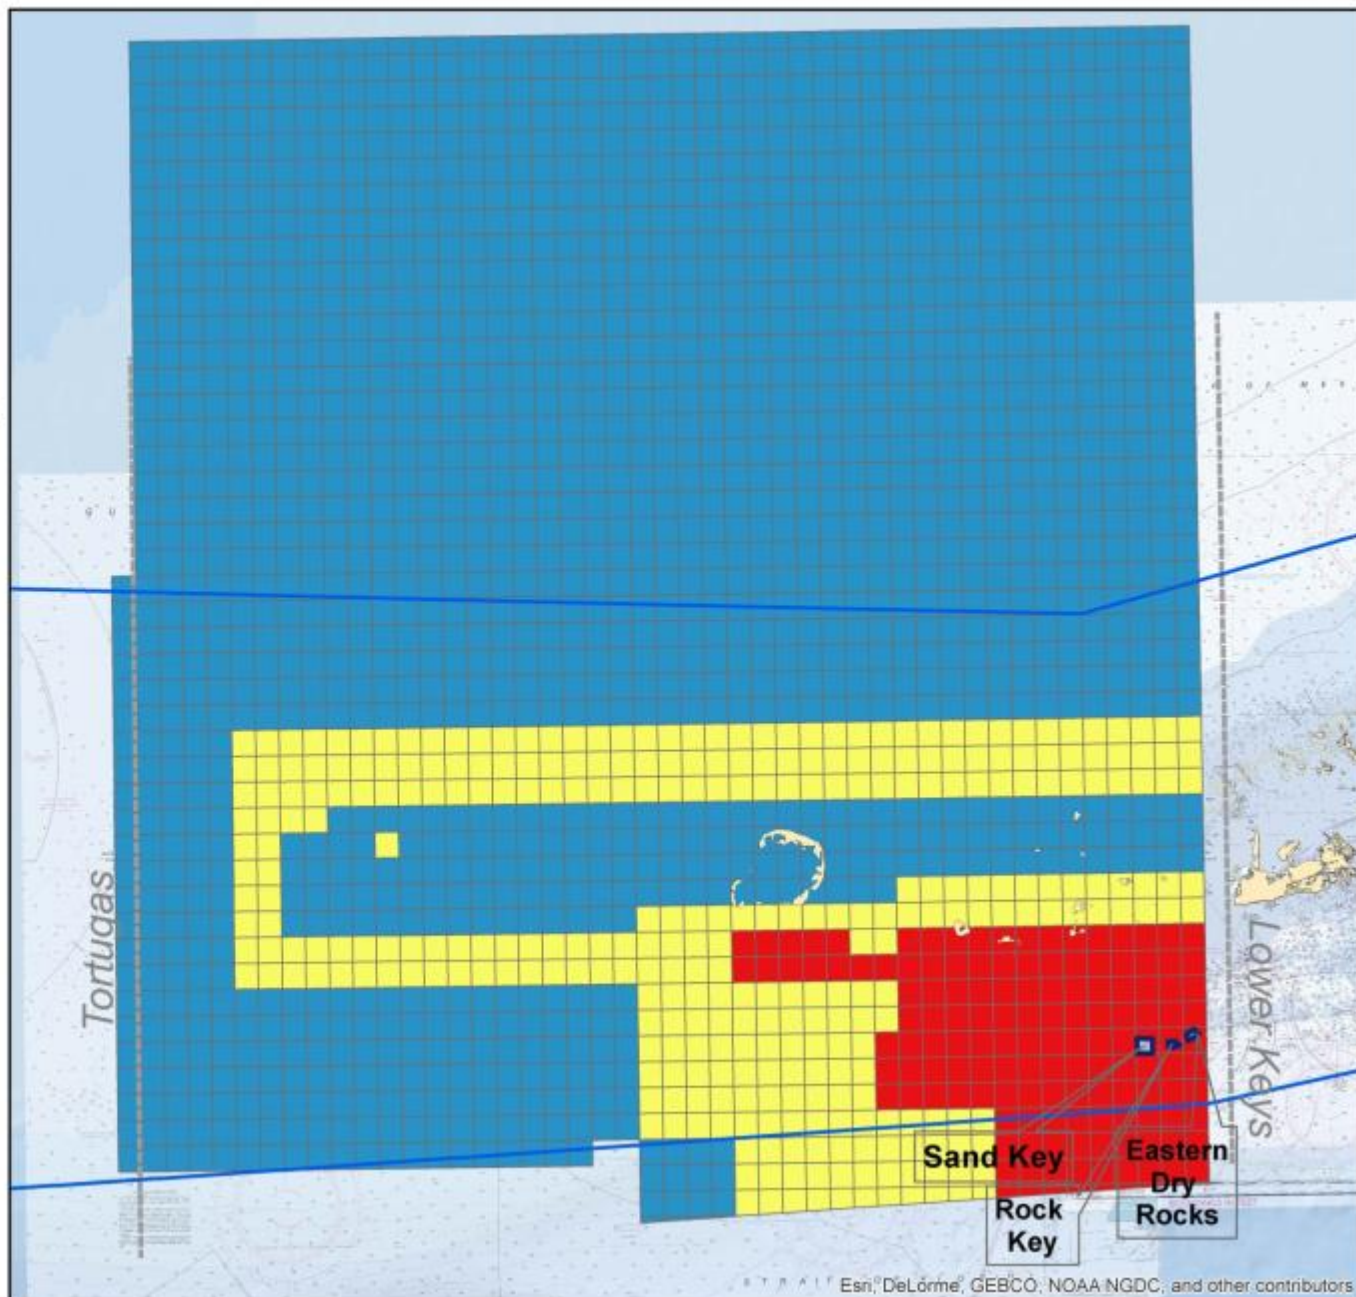 Tortugas
Lower Keys
Sand Key
Eastern
Dry
Rocks
Rock
Key
Esri, DeLorme, GEBCO, NOAA NGDC, and other contributors